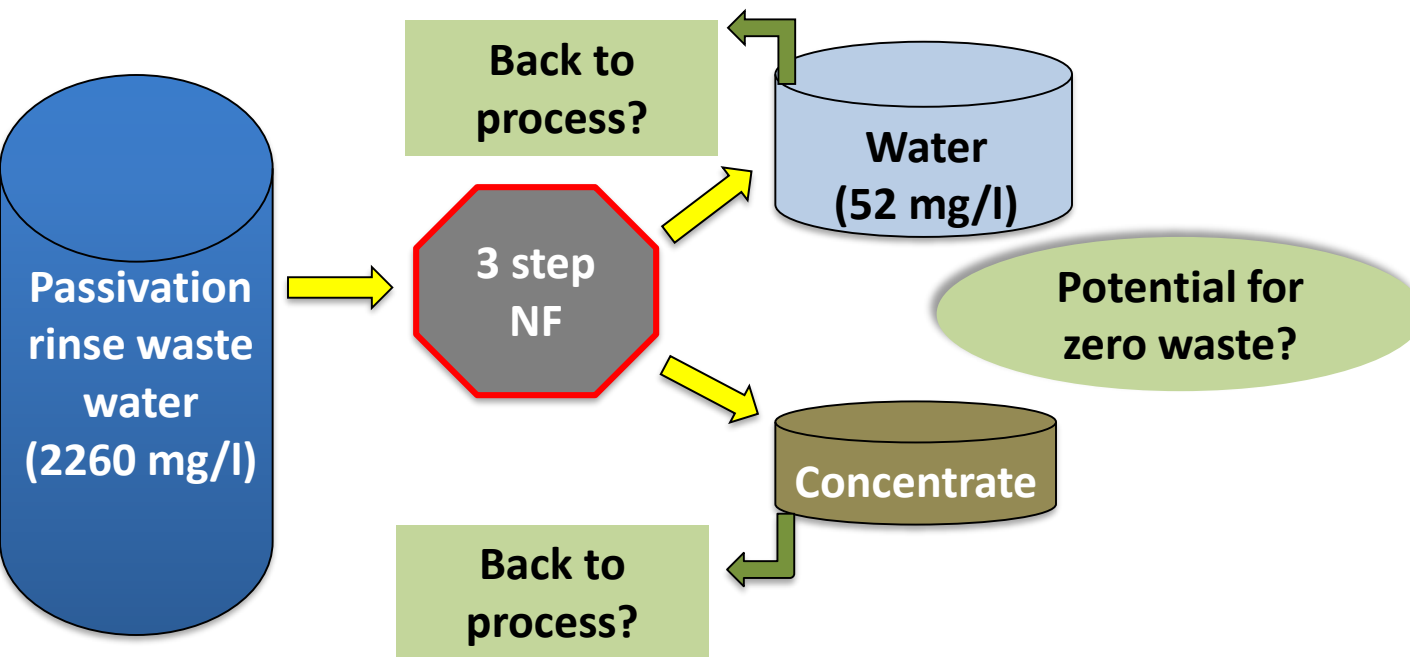 Passivation
rinse waste
water
(2260 mg/l)
3 step
NF
Back to
process?
Water
(52 mg/l)
Potential for
zero waste?
Concentrate
Back to
process?